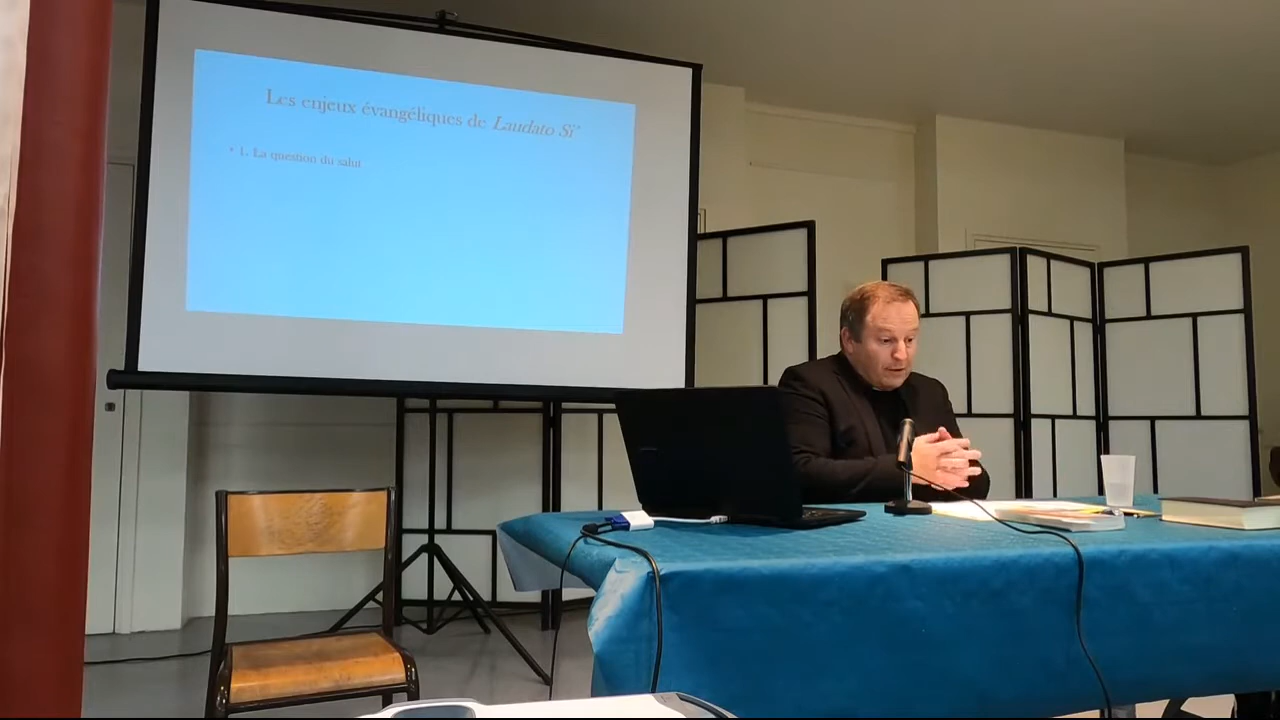 Les enjeux évangéliques de Laudato Si'
• 1. La question du salut